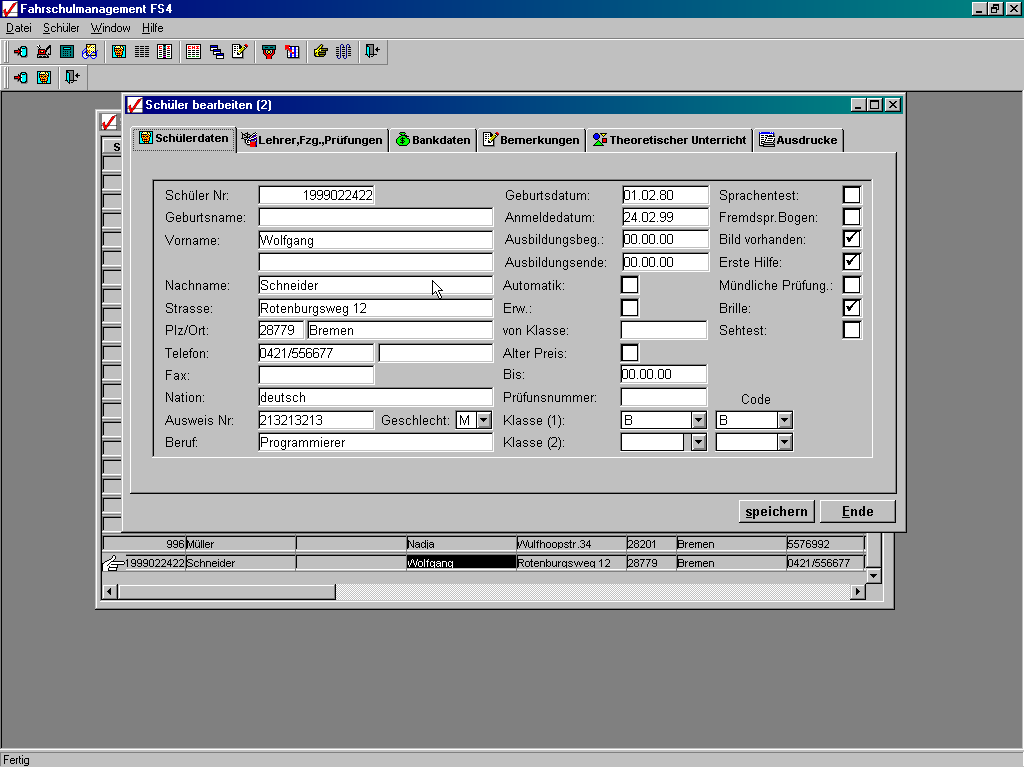 Fahrschulmanagement FS4
Datei Schüler Window Hilfe
Schüler bearbeiten (2)
Schülerdaten Lehrer,Fzg.,Prüfungen Bankdaten Bemerkungen Theoretischer Unterricht Ausdrucke
S
Schüler Nr: 1999022422 Geburtsdatum: 01.02.80 Sprachentest:
Geburtsname: Anmeldedatum: 24.02.99 Fremdspr.Bogen:
Vorname: Wolfgang Ausbildungsbeg.: 00.00.00 Bild vorhanden:
Ausbildungsende: 00.00.00 Erste Hilfe:
Nachname: Schneider Automatik: Mündliche Prüfung.:
Strasse: Rotenburgsweg 12 Erw.: Brille:
Plz/Ort: 28779 Bremen von Klasse: Sehtest:
Telefon: 0421/556677 Alter Preis:
Fax: Bis: 00.00.00
Nation: deutsch Prüfunsnummer: Code
Ausweis Nr: 213213213 Geschlecht: M Klasse (1): B B
Beruf: Programmierer Klasse (2):
speichern Ende
996 Müller Nadja Wulfhoopstr.34 28201 Bremen 5576992
1999022422 Schneider Wolfgang Rotenburgsweg 12 28779 Bremen 0421/556677
Fertig